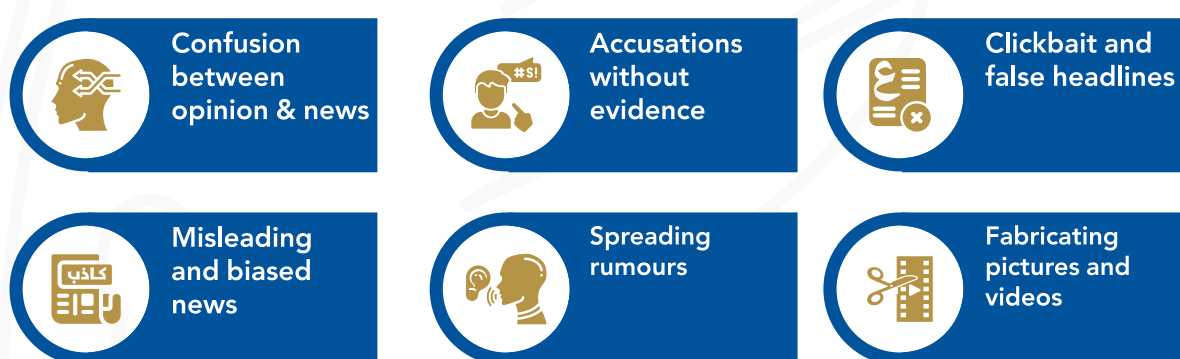 Confusion
between
opinion & news
Accusations
without
evidence
#$!
Clickbait and
false headlines
ع
Misleading
and biased
news
كاذب
Spreading
rumours
Fabricating
pictures and
videos